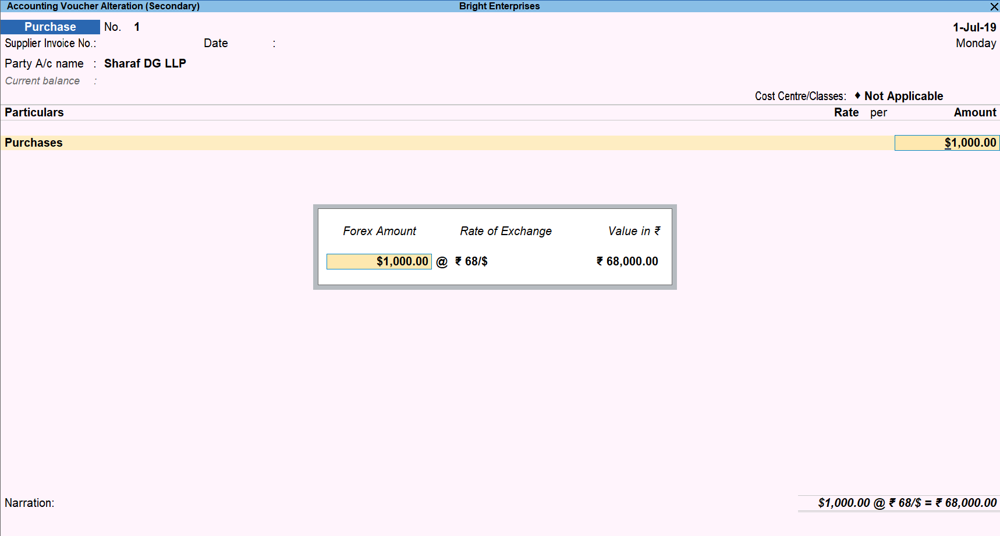 Accounting Voucher Alteration (Secondary) Bright Enterprises ×
Purchase No. 1 1-Jul-19
Supplier Invoice No.: Date : Monday
Party A/c name : Sharaf DG LLP
Current balance :
Cost Centre/Classes: ♦ Not Applicable
Particulars Rate per Amount
Purchases $1,000.00
Forex Amount Rate of Exchange Value in ₹
$1,000.00 @ ₹ 68/$ ₹ 68,000.00
Narration: $1,000.00 @ ₹ 68/$ = ₹ 68,000.00